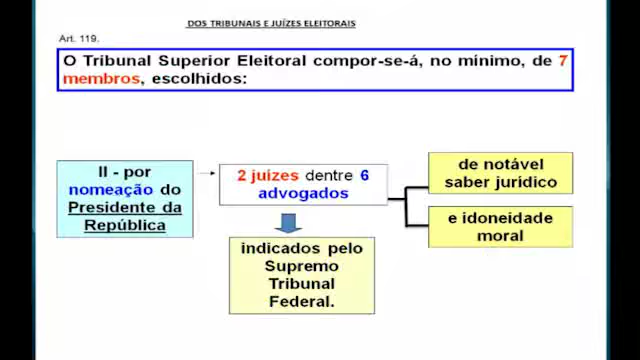 DOS TRIBUNAIS E JUÍZES ELEITORAIS
Art. 119.
O Tribunal Superior Eleitoral compor-se-á, no mínimo, de 7
membros, escolhidos:
II - por
nomeação do
Presidente da
República
2 juízes dentre 6
advogados
de notável
saber jurídico
e idoneidade
moral
indicados pelo
Supremo
Tribunal
Federal.